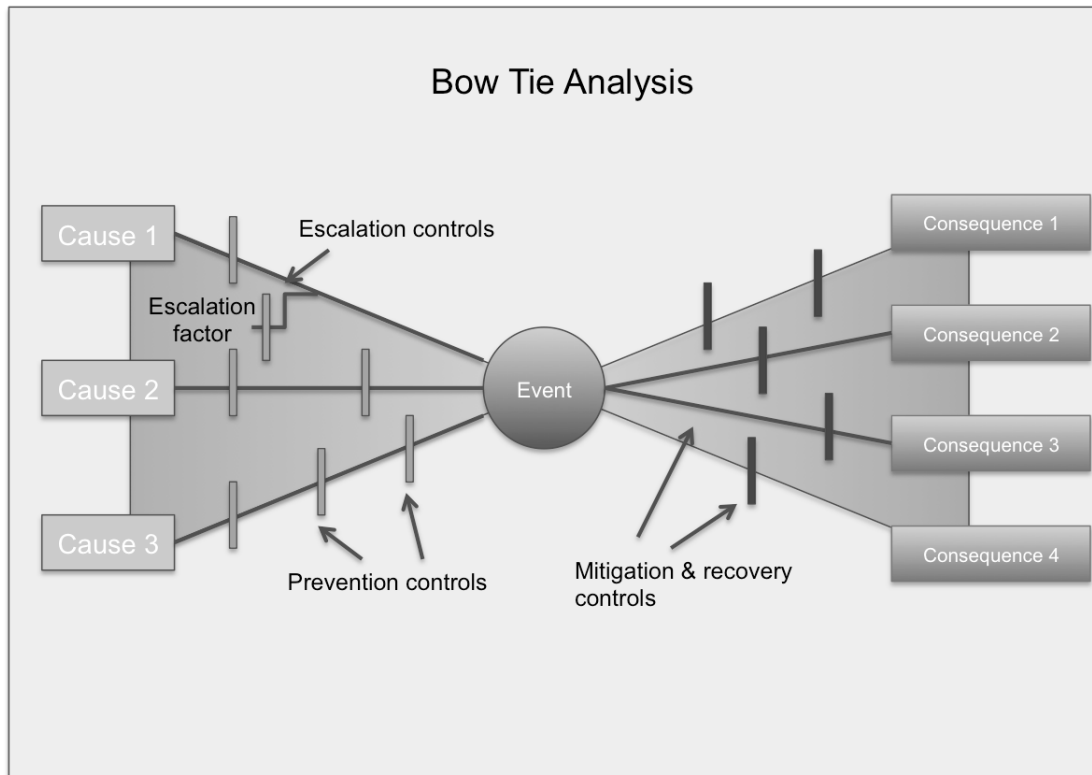 Bow Tie Analysis
Cause 1
Escalation controls
Consequence 1
Escalation
factor
Consequence 2
Cause 2
Event
Consequence 3
Cause 3
Consequence 4
Prevention controls
Mitigation & recovery
controls